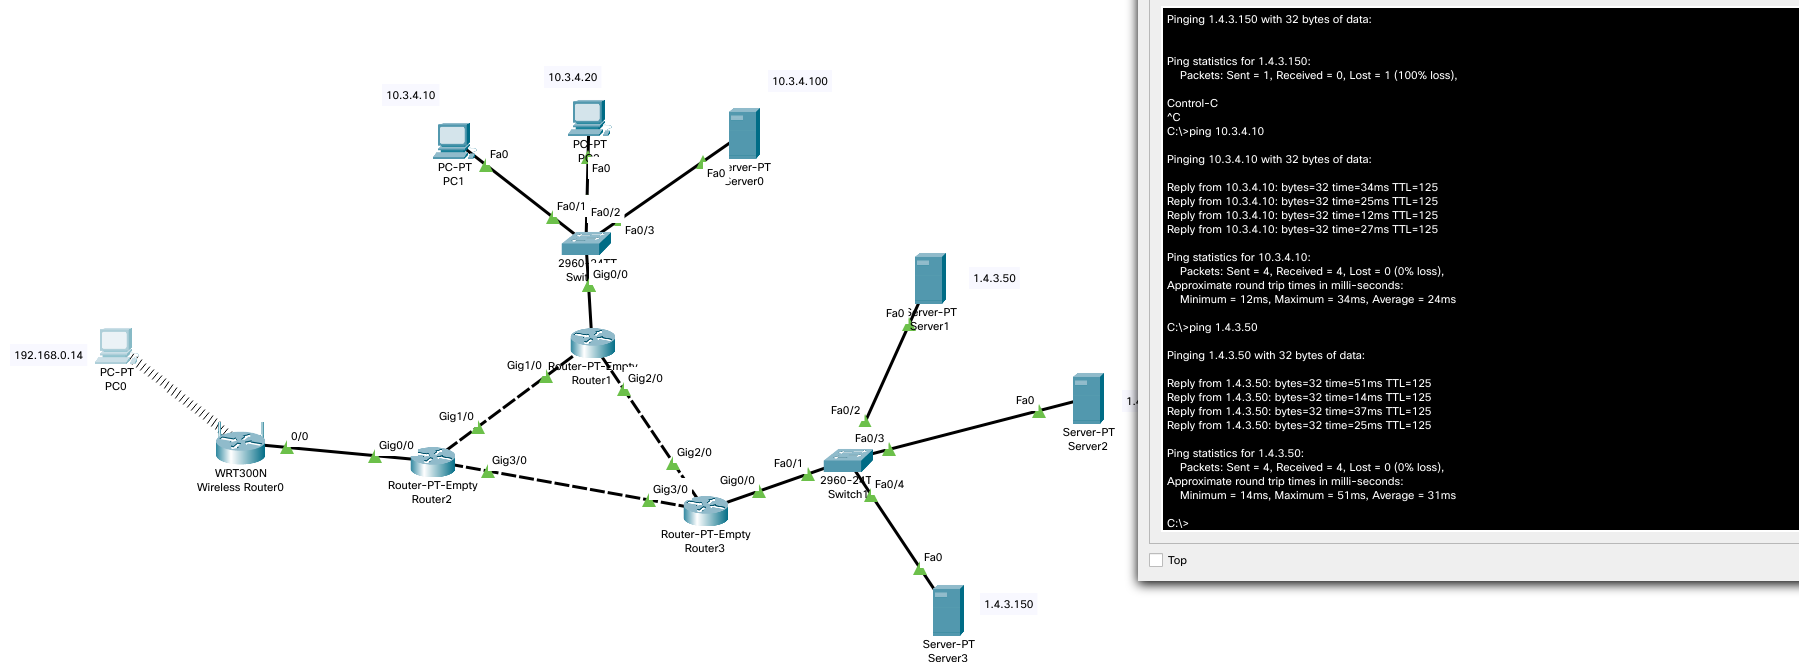 10.3.4.20
10.3.4.100
10.3.4.10
Fa0
PC-PT
PC1
PC-PT
Fa0
Fa0
erver-PT
Server0
Fa0/1
Fa0/2
Fa0/3
Gig0/0
192.168.0.14
PC-PT
PC0
Gig1/0
Router-PT-Empty
Router1
Gig2/0
1.4.3.50
Fa0
Server-PT
Server1
Gig1/0
0/0
Gig0/0
WRT300N
Wireless Router0
Router-PT-Empty
Router2
Gig3/0
Gig2/0
Gig3/0
Gig0/0
Router-PT-Empty
Router3
Fa0/1
Fa0/2
Fa0/3
2960-24T
Switch1
Fa0/4
Fa0
Server-PT
Server2
Fa0
1.4.3.150
Server-PT
Server3
Pinging 1.4.3.150 with 32 bytes of data:
Ping statistics for 1.4.3.150:
Packets: Sent = 1, Received = 0, Lost = 1 (100% loss),
Control-C
^C
C:\>ping 10.3.4.10
Pinging 10.3.4.10 with 32 bytes of data:
Reply from 10.3.4.10: bytes=32 time=34ms TTL=125
Reply from 10.3.4.10: bytes=32 time=25ms TTL=125
Reply from 10.3.4.10: bytes=32 time=12ms TTL=125
Reply from 10.3.4.10: bytes=32 time=27ms TTL=125
Ping statistics for 10.3.4.10:
Packets: Sent = 4, Received = 4, Lost = 0 (0% loss),
Approximate round trip times in milli-seconds:
Minimum = 12ms, Maximum = 34ms, Average = 24ms
C:\>ping 1.4.3.50
Pinging 1.4.3.50 with 32 bytes of data:
Reply from 1.4.3.50: bytes=32 time=51ms TTL=125
Reply from 1.4.3.50: bytes=32 time=14ms TTL=125
Reply from 1.4.3.50: bytes=32 time=37ms TTL=125
Reply from 1.4.3.50: bytes=32 time=25ms TTL=125
Ping statistics for 1.4.3.50:
Packets: Sent = 4, Received = 4, Lost = 0 (0% loss),
Approximate round trip times in milli-seconds:
Minimum = 14ms, Maximum = 51ms, Average = 31ms
C:\>
Top